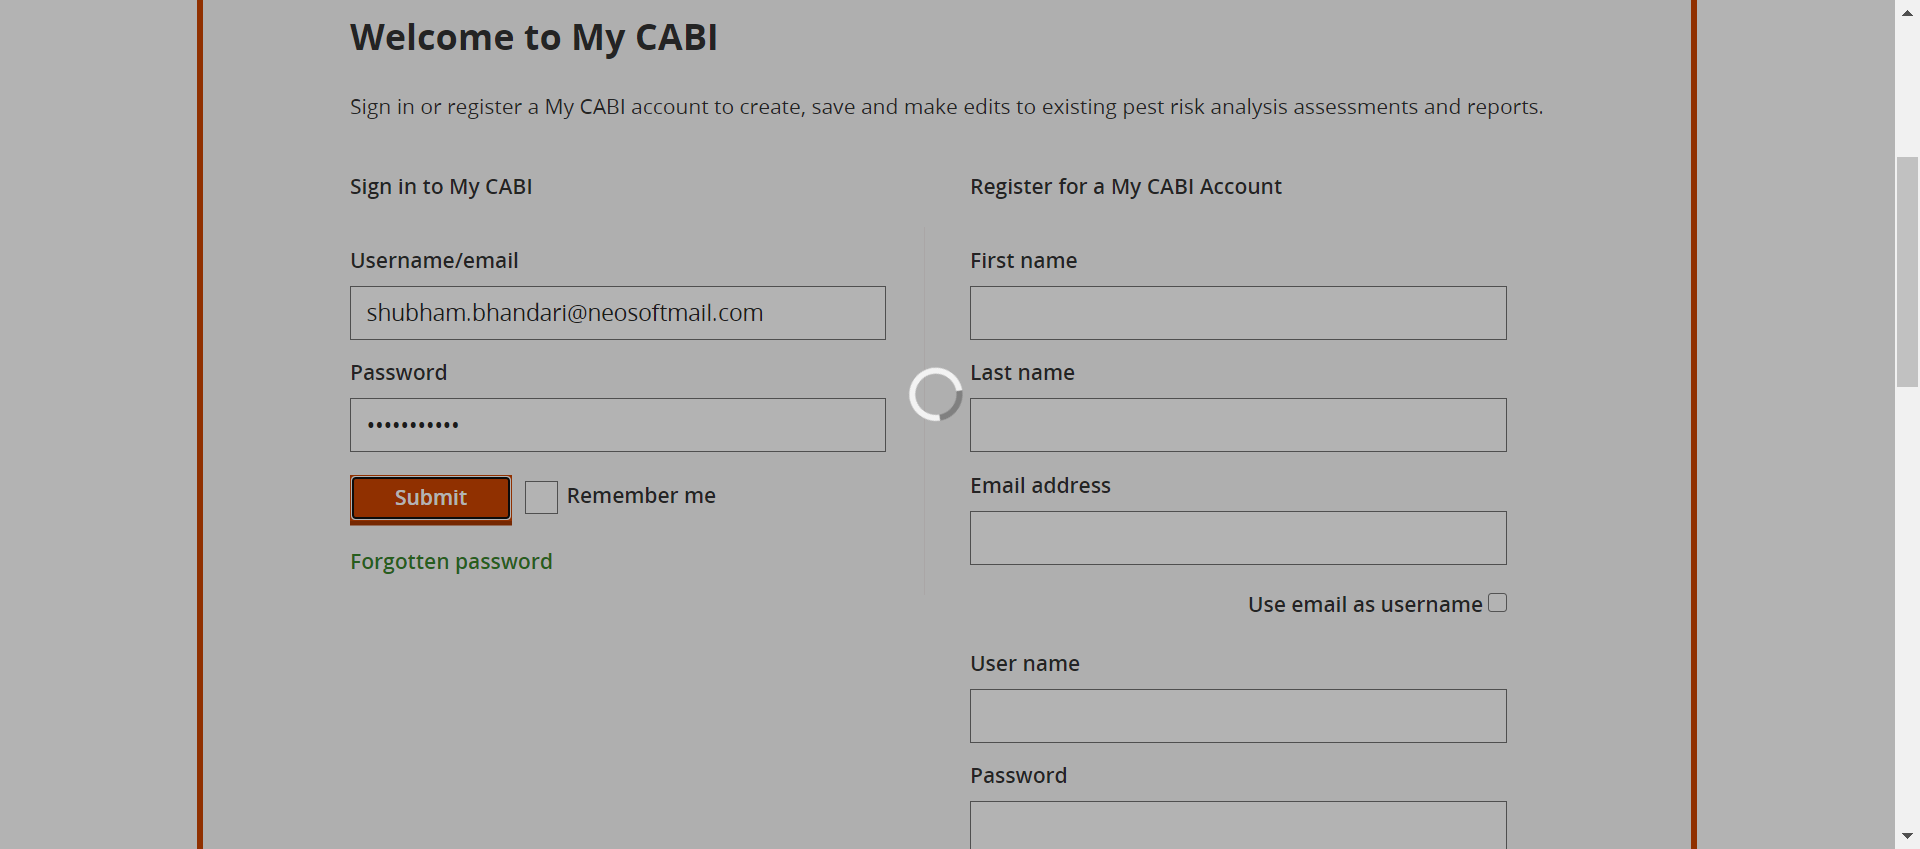 Welcome to My CABI
Sign in or register a My CABI account to create, save and make edits to existing pest risk analysis assessments and reports.
Sign in to My CABI
Username/email
shubham.bhandari@neosoftmail.com
Password
•••••••••••
Submit
Remember me
Forgotten password
Register for a My CABI Account
First name
Last name
Email address
Use email as username
User name
Password